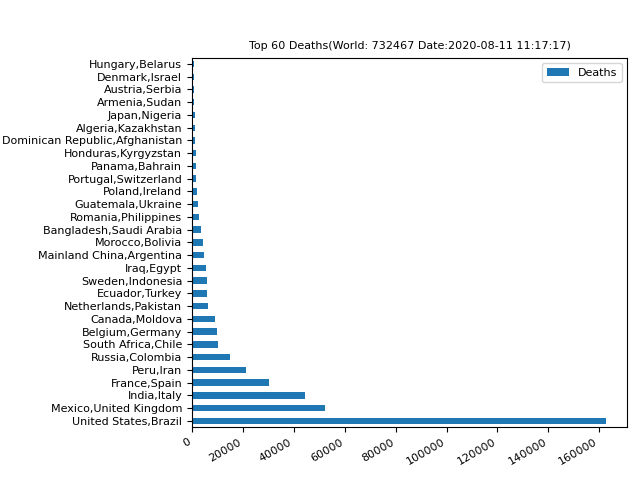 Top 60 Deaths(World: 732467 Date:2020-08-11 11:17:17)
Deaths
Hungary,Belarus
Denmark,Israel
Austria,Serbia
Armenia,Sudan
Japan,Nigeria
Algeria,Kazakhstan
Dominican Republic,Afghanistan
Honduras,Kyrgyzstan
Panama,Bahrain
Portugal,Switzerland
Poland,Ireland
Guatemala,Ukraine
Romania,Philippines
Bangladesh,Saudi Arabia
Morocco,Bolivia
Mainland China,Argentina
Iraq,Egypt
Sweden,Indonesia
Ecuador,Turkey
Netherlands,Pakistan
Canada,Moldova
Belgium,Germany
South Africa,Chile
Russia,Colombia
Peru,Iran
France,Spain
India,Italy
Mexico,United Kingdom
United States,Brazil
0 20000 40000 60000 80000 100000 120000 140000 160000